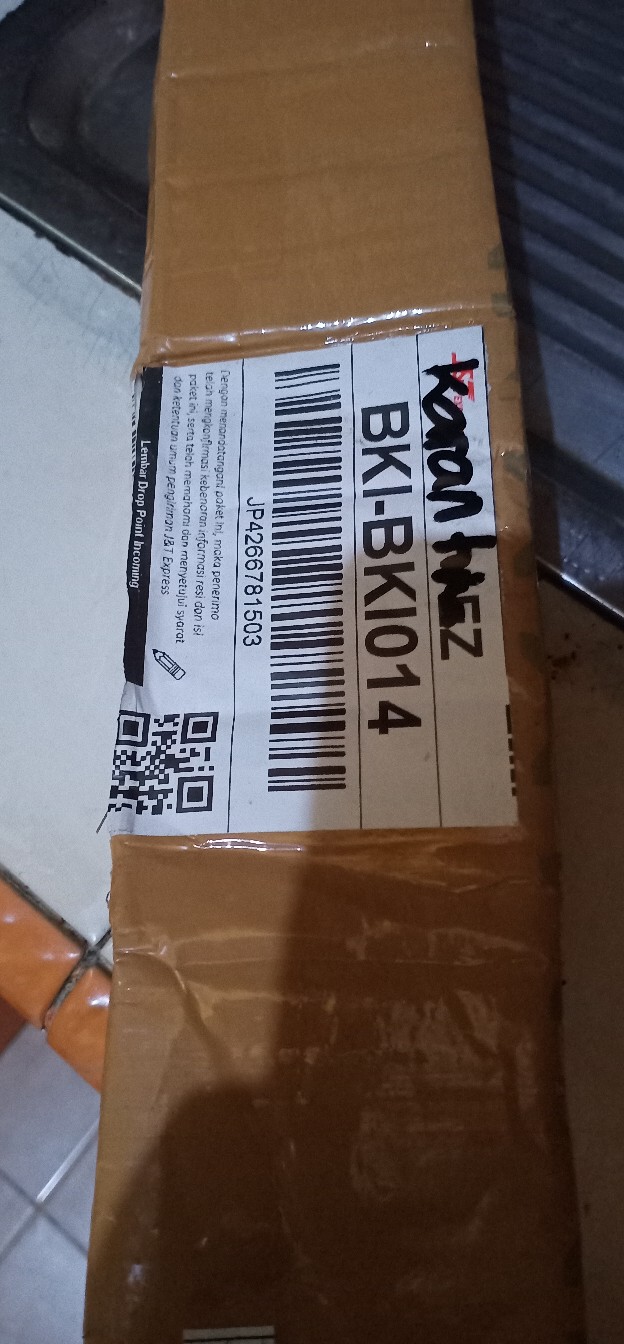 EZ
BKI-BKI014
JP4266781503
Dengan menandatangani paket ini, maka penerima
telah mengkonfirmasi kebenaran informasi resi dan isi
paket ini, serta telah memahami dan menyetujui syarat
dan ketentuan umum pengiriman J&T Express
Lembar Drop Point Incoming